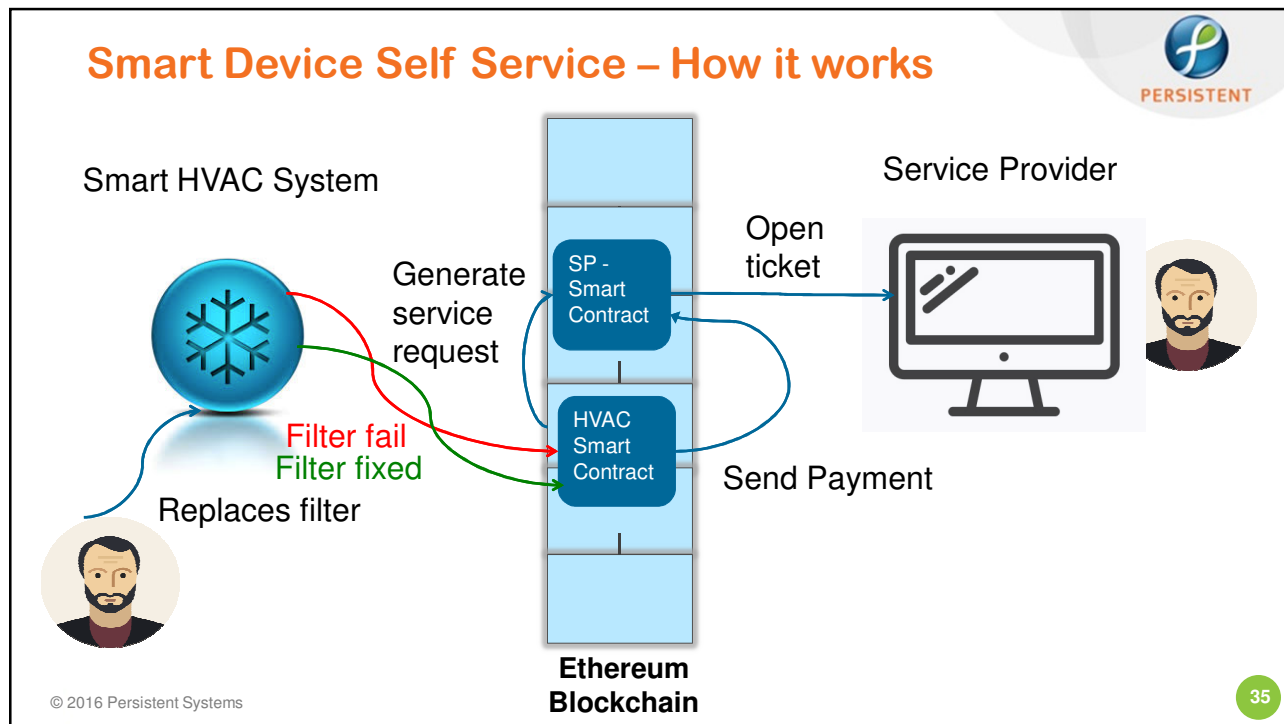 Smart Device Self Service – How it works
PERSISTENT
Smart HVAC System
Service Provider
Generate
service
request
SP -
Smart
Contract
Open
ticket
Filter fail
Filter fixed
HVAC
Smart
Contract
Send Payment
Replaces filter
Ethereum
Blockchain
© 2016 Persistent Systems
35